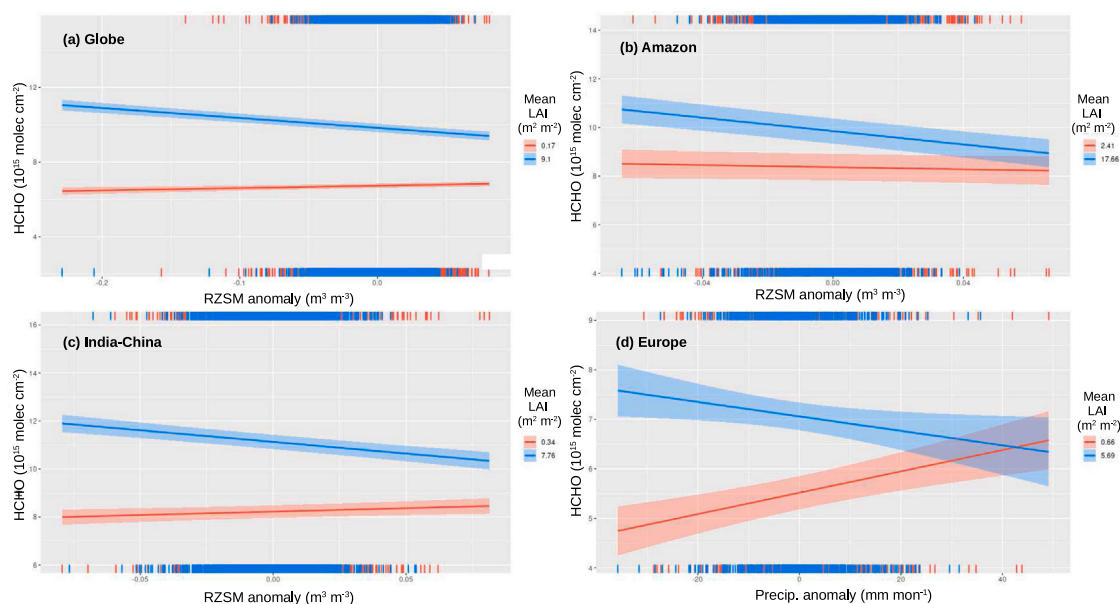 (a) Globe
HCHO (10¹⁵ molec cm⁻²)
12
8
4
-0.2
-0.1
0.0
RZSM anomaly (m³ m⁻³)
Mean
LAI
(m² m⁻²)
0.17
9.1
(b) Amazon
HCHO (10¹⁵ molec cm⁻²)
14
12
10
8
6
4
-0.04
0.00
0.04
RZSM anomaly (m³ m⁻³)
Mean
LAI
(m² m⁻²)
2.41
17.66
(c) India-China
HCHO (10¹⁵ molec cm⁻²)
16
14
12
10
8
6
-0.05
0.00
0.05
RZSM anomaly (m³ m⁻³)
Mean
LAI
(m² m⁻²)
0.34
7.76
(d) Europe
HCHO (10¹⁵ molec cm⁻²)
9
8
7
6
5
4
-20
0
20
40
Precip. anomaly (mm mon⁻¹)
Mean
LAI
(m² m⁻²)
0.66
5.69